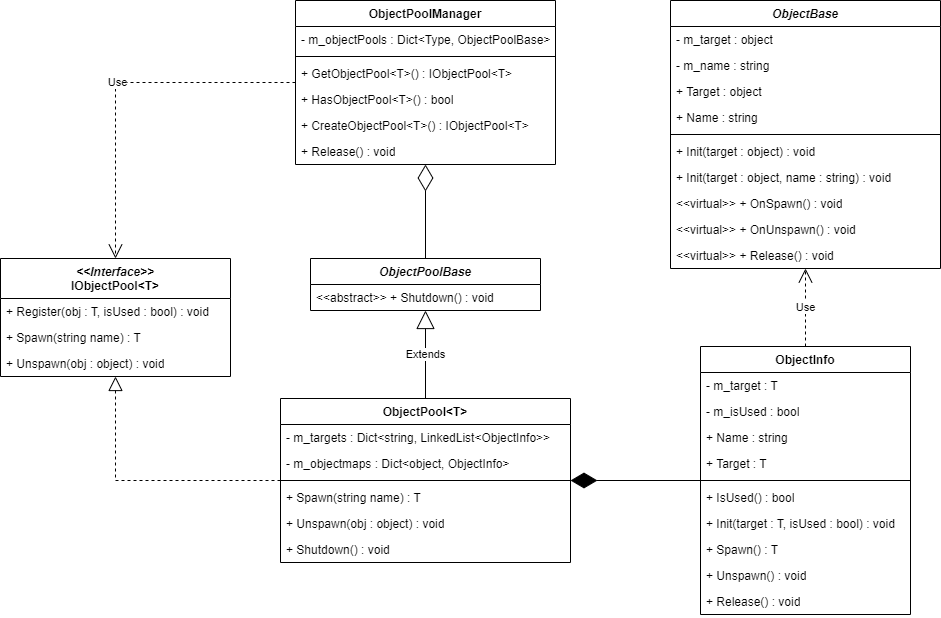 ObjectPoolManager
- m_objectPools : Dict<Type, ObjectPoolBase>
+ GetObjectPool<T>() : IObjectPool<T>
+ HasObjectPool<T>() : bool
+ CreateObjectPool<T>() : IObjectPool<T>
+ Release() : void
ObjectBase
- m_target : object
- m_name : string
+ Target : object
+ Name : string
+ Init(target : object) : void
+ Init(target : object, name : string) : void
<<virtual>> + OnSpawn() : void
<<virtual>> + OnUnspawn() : void
<<virtual>> + Release() : void
Use
<<Interface>>
IObjectPool<T>
+ Register(obj : T, isUsed : bool) : void
+ Spawn(string name) : T
+ Unspawn(obj : object) : void
ObjectPoolBase
<<abstract>> + Shutdown() : void
Use
Extends
ObjectPool<T>
- m_targets : Dict<string, LinkedList<ObjectInfo>>
- m_objectmaps : Dict<object, ObjectInfo>
+ Spawn(string name) : T
+ Unspawn(obj : object) : void
+ Shutdown() : void
ObjectInfo
- m_target : T
- m_isUsed : bool
+ Name : string
+ Target : T
+ IsUsed() : bool
+ Init(target : T, isUsed : bool) : void
+ Spawn() : T
+ Unspawn() : void
+ Release() : void